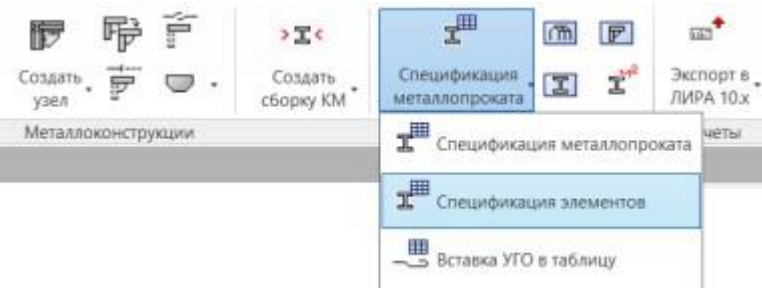 Создать
узел
Создать
сборку КМ
Спецификация
металлопроката
Экспорт в
ЛИРА 10.x
Металлоконструкции
четы
Спецификация металлопроката
Спецификация элементов
Вставка УГО в таблицу